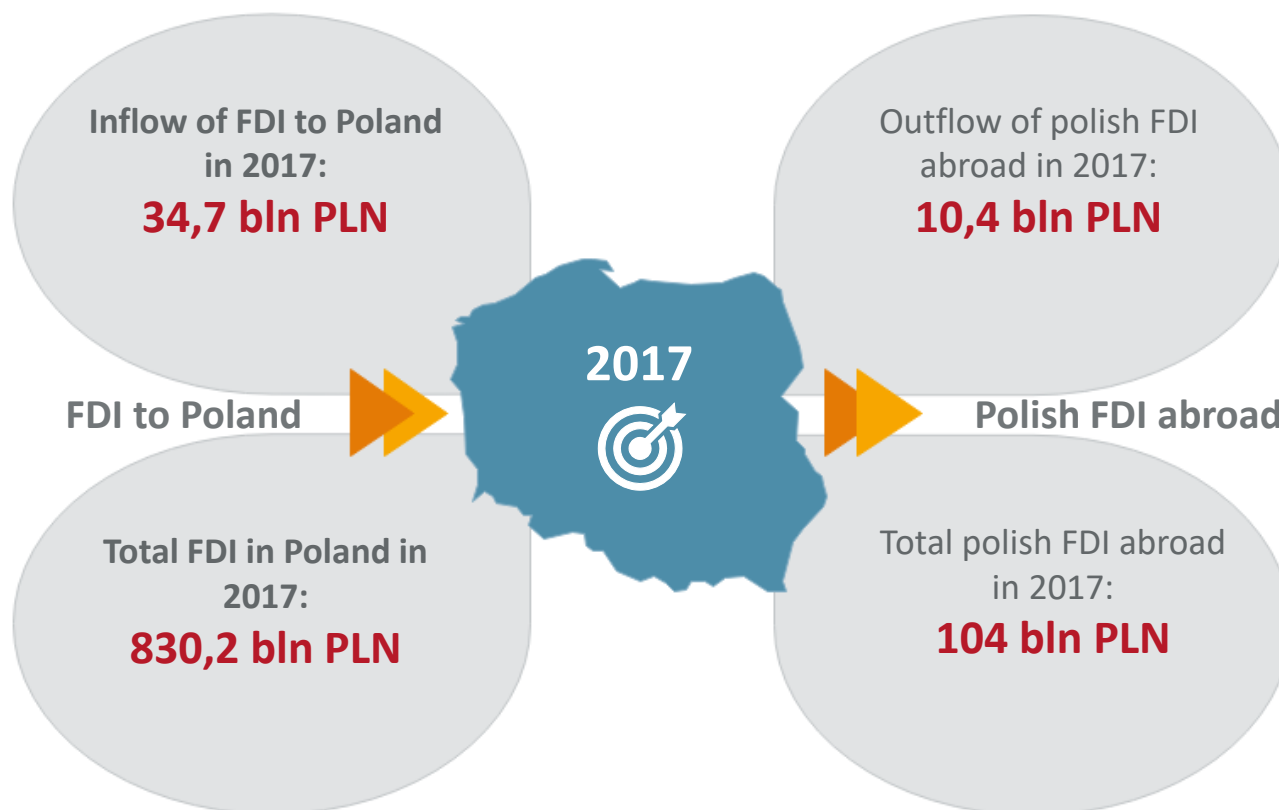 Inflow of FDI to Poland
in 2017:
34,7 bln PLN
Outflow of polish FDI
abroad in 2017:
10,4 bln PLN
2017
FDI to Poland
Polish FDI abroad
Total FDI in Poland in
2017:
830,2 bln PLN
Total polish FDI abroad
in 2017:
104 bln PLN